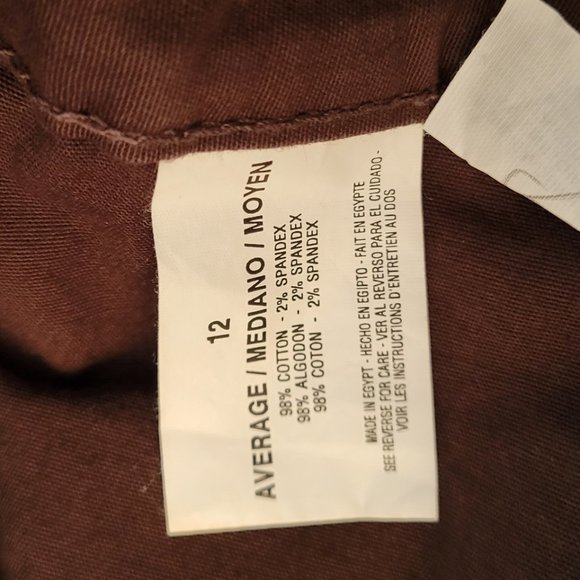 12
AVERAGE / MEDIANO / MOYEN
98% COTTON - 2% SPANDEX
98% ALGODON - 2% SPANDEX
98% COTON - 2% SPANDEX
MADE IN EGYPT - HECHO EN EGIPTO - FAIT EN EGYPTE
SEE REVERSE FOR CARE - VER AL REVERSO PARA EL CUIDADO -
VOIR LES INSTRUCTIONS D'ENTRETIEN AU DOS